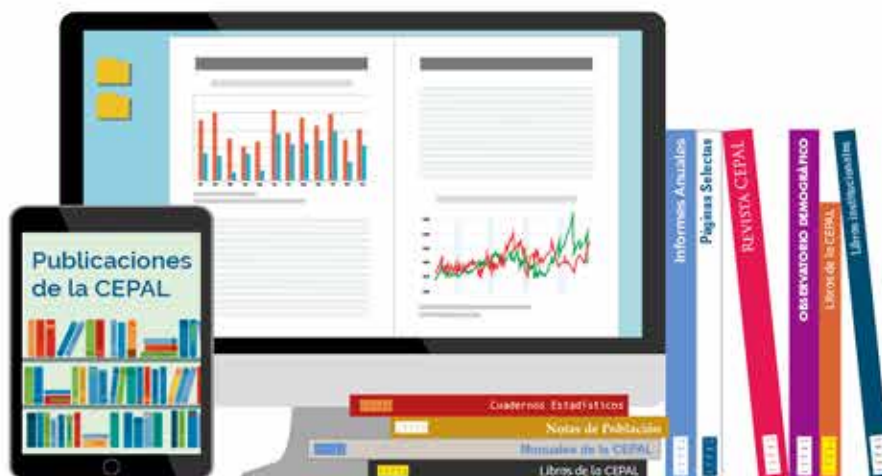 Publicaciones
de la CEPAL
Informes Anuales
Páginas Selectas
REVISTA CEPAL
OBSERVATORIO DEMOGRÁFICO
Libros de la CEPAL
Libros institucionales
Cuadernos Estadísticos
Notas de Población
Manuales de la CEPAL
Libros de la CEPAL